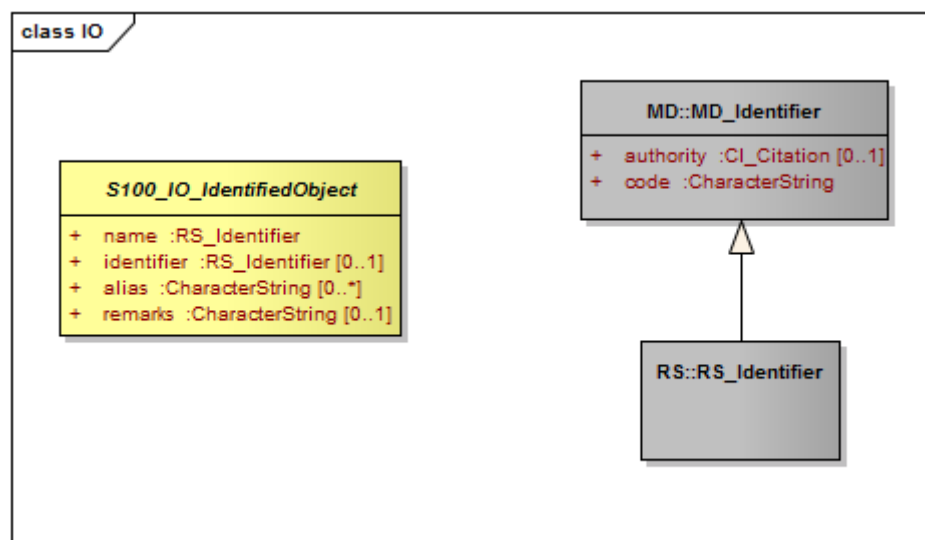 class IO
MD::MD_Identifier
+ authority :CI_Citation [0..1]
+ code :CharacterString
S100_IO_IdentifiedObject
+ name :RS_Identifier
+ identifier :RS_Identifier [0..1]
+ alias :CharacterString [0..*]
+ remarks :CharacterString [0..1]
RS::RS_Identifier